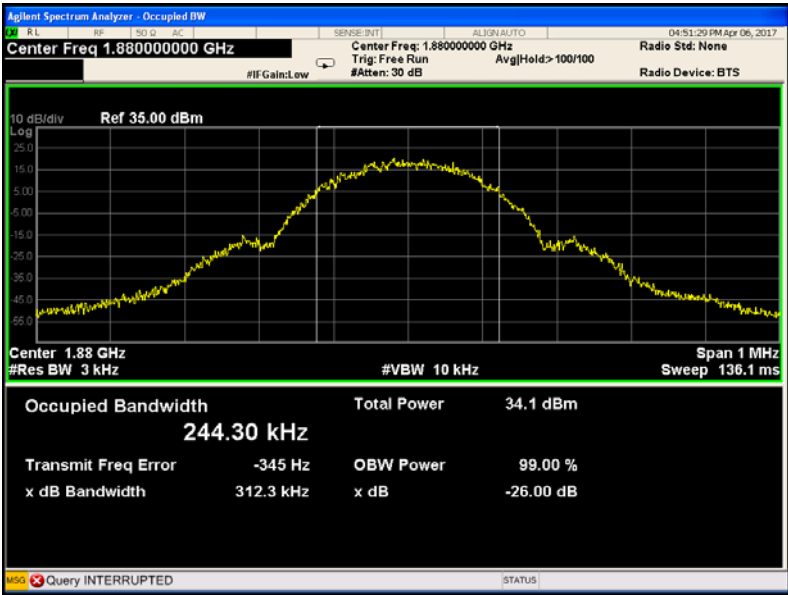 Agilent Spectrum Analyzer - Occupied BW
LXI RL RF 50 Ω AC SENSE:INT ALIGNAUTO 04:51:29 PM Apr 06, 2017
Center Freq 1.880000000 GHz Center Freq: 1.880000000 GHz Radio Std: None
Trig: Free Run Avg|Hold>100/100
#IFGain:Low #Atten: 30 dB Radio Device: BTS
10 dB/div Ref 35.00 dBm
Log
25.0
15.0
5.00
-5.00
-15.0
-25.0
-35.0
-45.0
-55.0
Center 1.88 GHz Span 1 MHz
#Res BW 3 kHz #VBW 10 kHz Sweep 136.1 ms
Occupied Bandwidth Total Power 34.1 dBm
244.30 kHz
Transmit Freq Error -345 Hz OBW Power 99.00 %
x dB Bandwidth 312.3 kHz x dB -26.00 dB
MSG Query INTERRUPTED STATUS